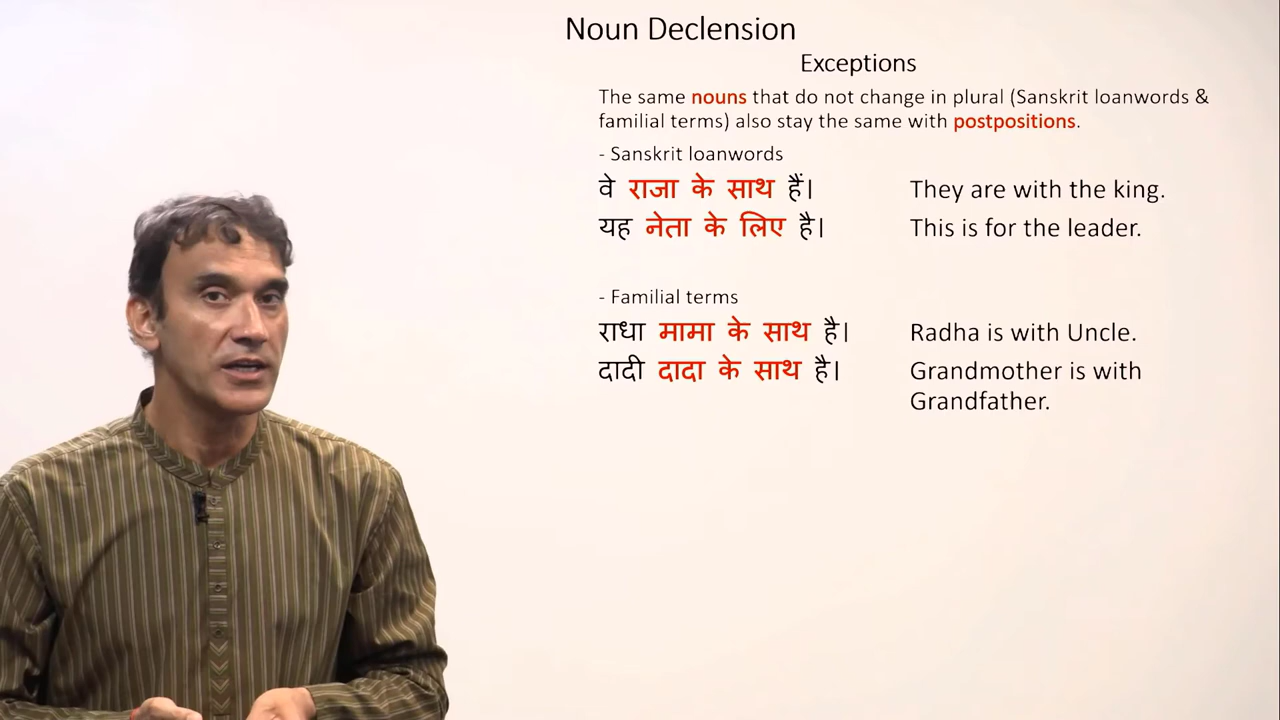 Noun Declension
Exceptions
The same nouns that do not change in plural (Sanskrit loanwords &
familial terms) also stay the same with postpositions.
- Sanskrit loanwords
वे राजा के साथ हैं। They are with the king.
यह नेता के लिए है। This is for the leader.
- Familial terms
राधा मामा के साथ है। Radha is with Uncle.
दादी दादा के साथ है। Grandmother is with
Grandfather.